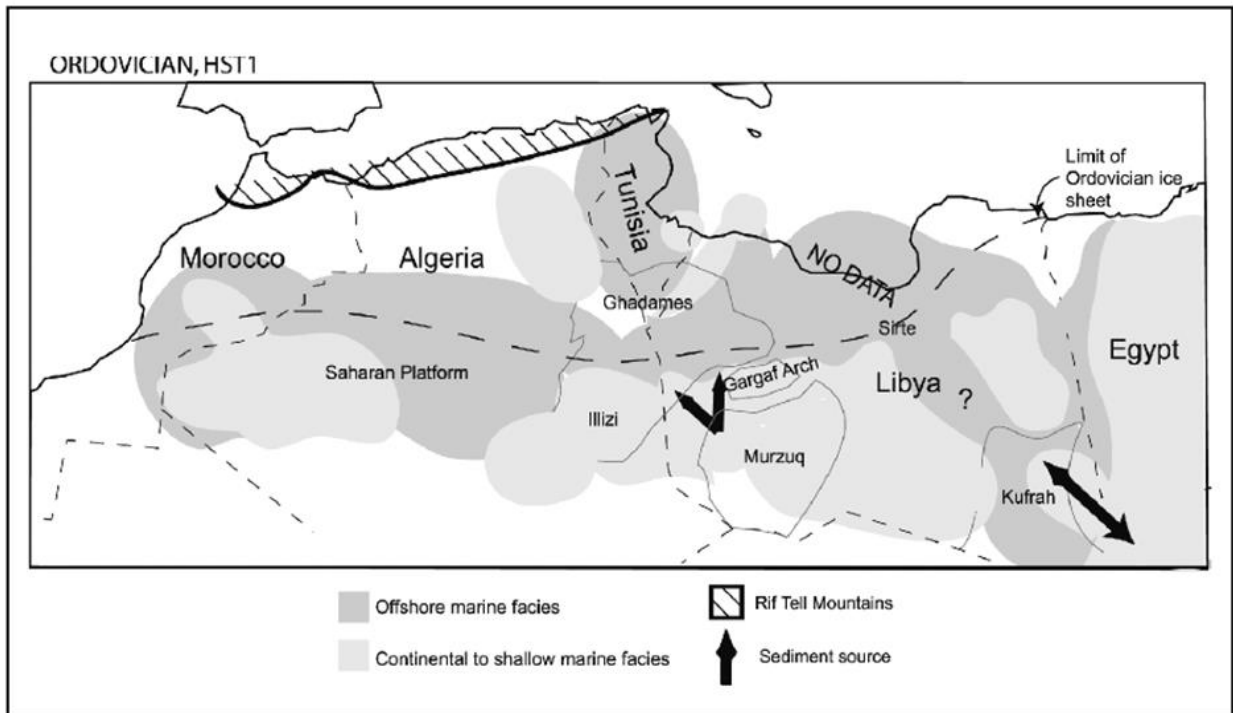 ORDOVICIAN, HST1
Limit of
Ordovician ice
sheet
Tunisia
Morocco
Algeria
NO DATA
Ghadames
Sirte
Egypt
Saharan Platform
Gargaf Arch
Libya
?
Illizi
Murzuq
Kufrah
Offshore marine facies
Rif Tell Mountains
Continental to shallow marine facies
Sediment source